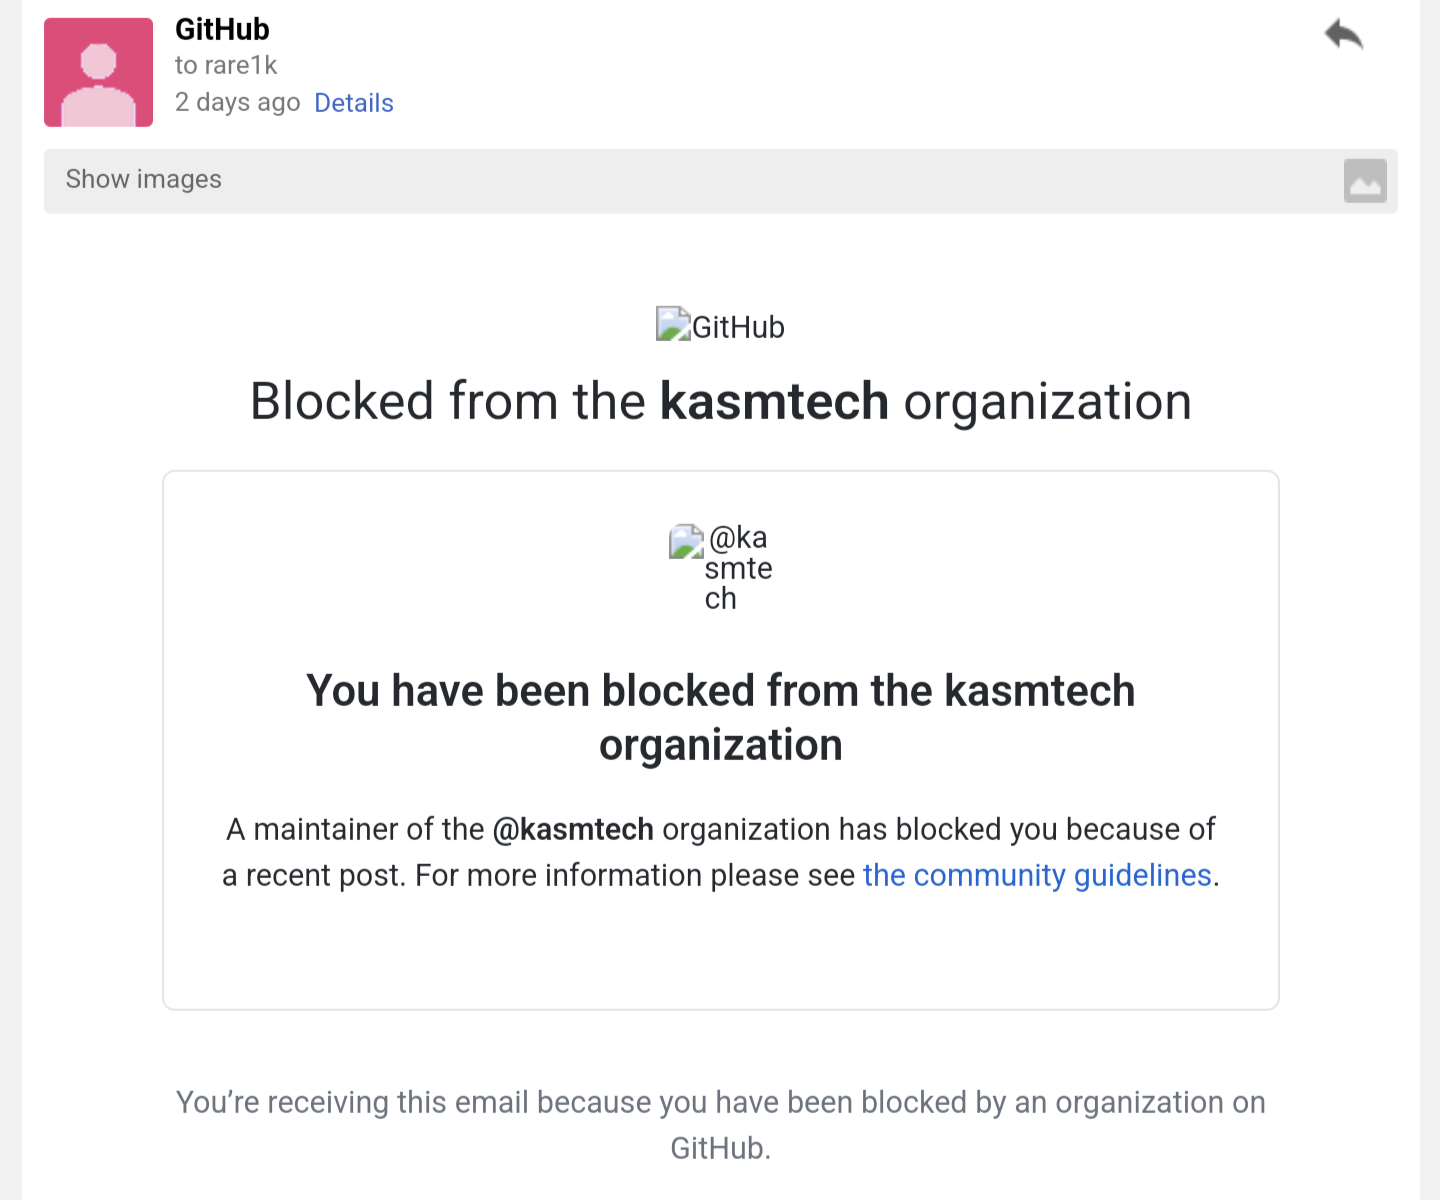 GitHub
to rare1k
2 days ago Details
Show images
GitHub
Blocked from the kasmtech organization
@ka
smte
ch
You have been blocked from the kasmtech
organization
A maintainer of the @kasmtech organization has blocked you because of
a recent post. For more information please see the community guidelines.
You’re receiving this email because you have been blocked by an organization on
GitHub.